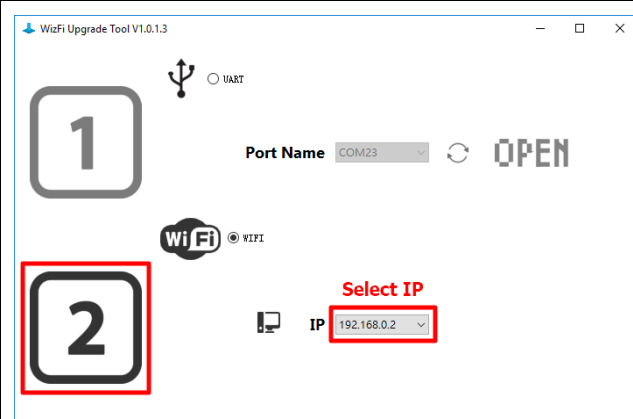 WizFi Upgrade Tool V1.0.1.3
UART
1
Port Name COM23 OPEN
WiFi WIFI
2
Select IP
IP 192.168.0.2